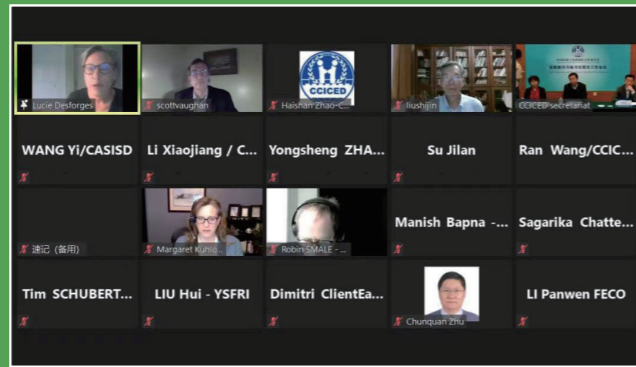 Lucie Desforges
scottvaughan
CCICED
Haishan Zhao-C...
liushijin
CCICED secretariat
WANG Yi/CASISD
Li Xiaojiang / C...
Yongsheng ZHA...
Su Jilan
Ran Wang/CCIC...
速记（备用）
Margaret Kuhlo...
Robin SMALE - ...
Manish Bapna -...
Sagarika Chatte...
Tim SCHUBERT...
LIU Hui - YSFRI
Dimitri ClientEa...
Chunquan Zhu
LI Panwen FECO